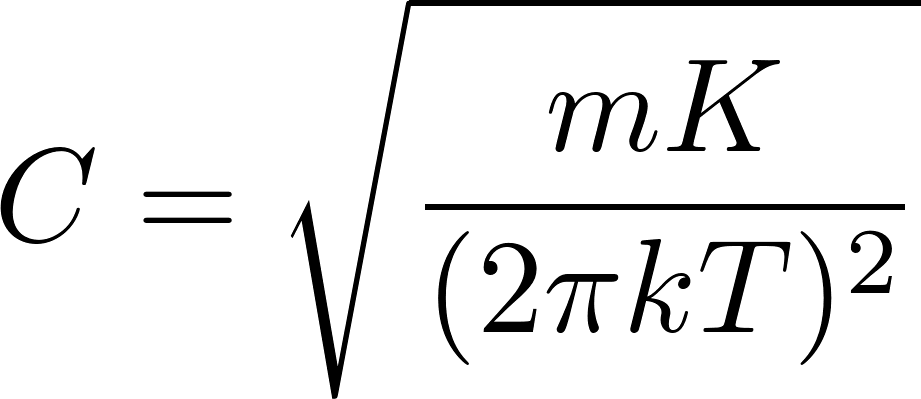 $C = \sqrt{\frac{mK}{(2\pi kT)^2}}$